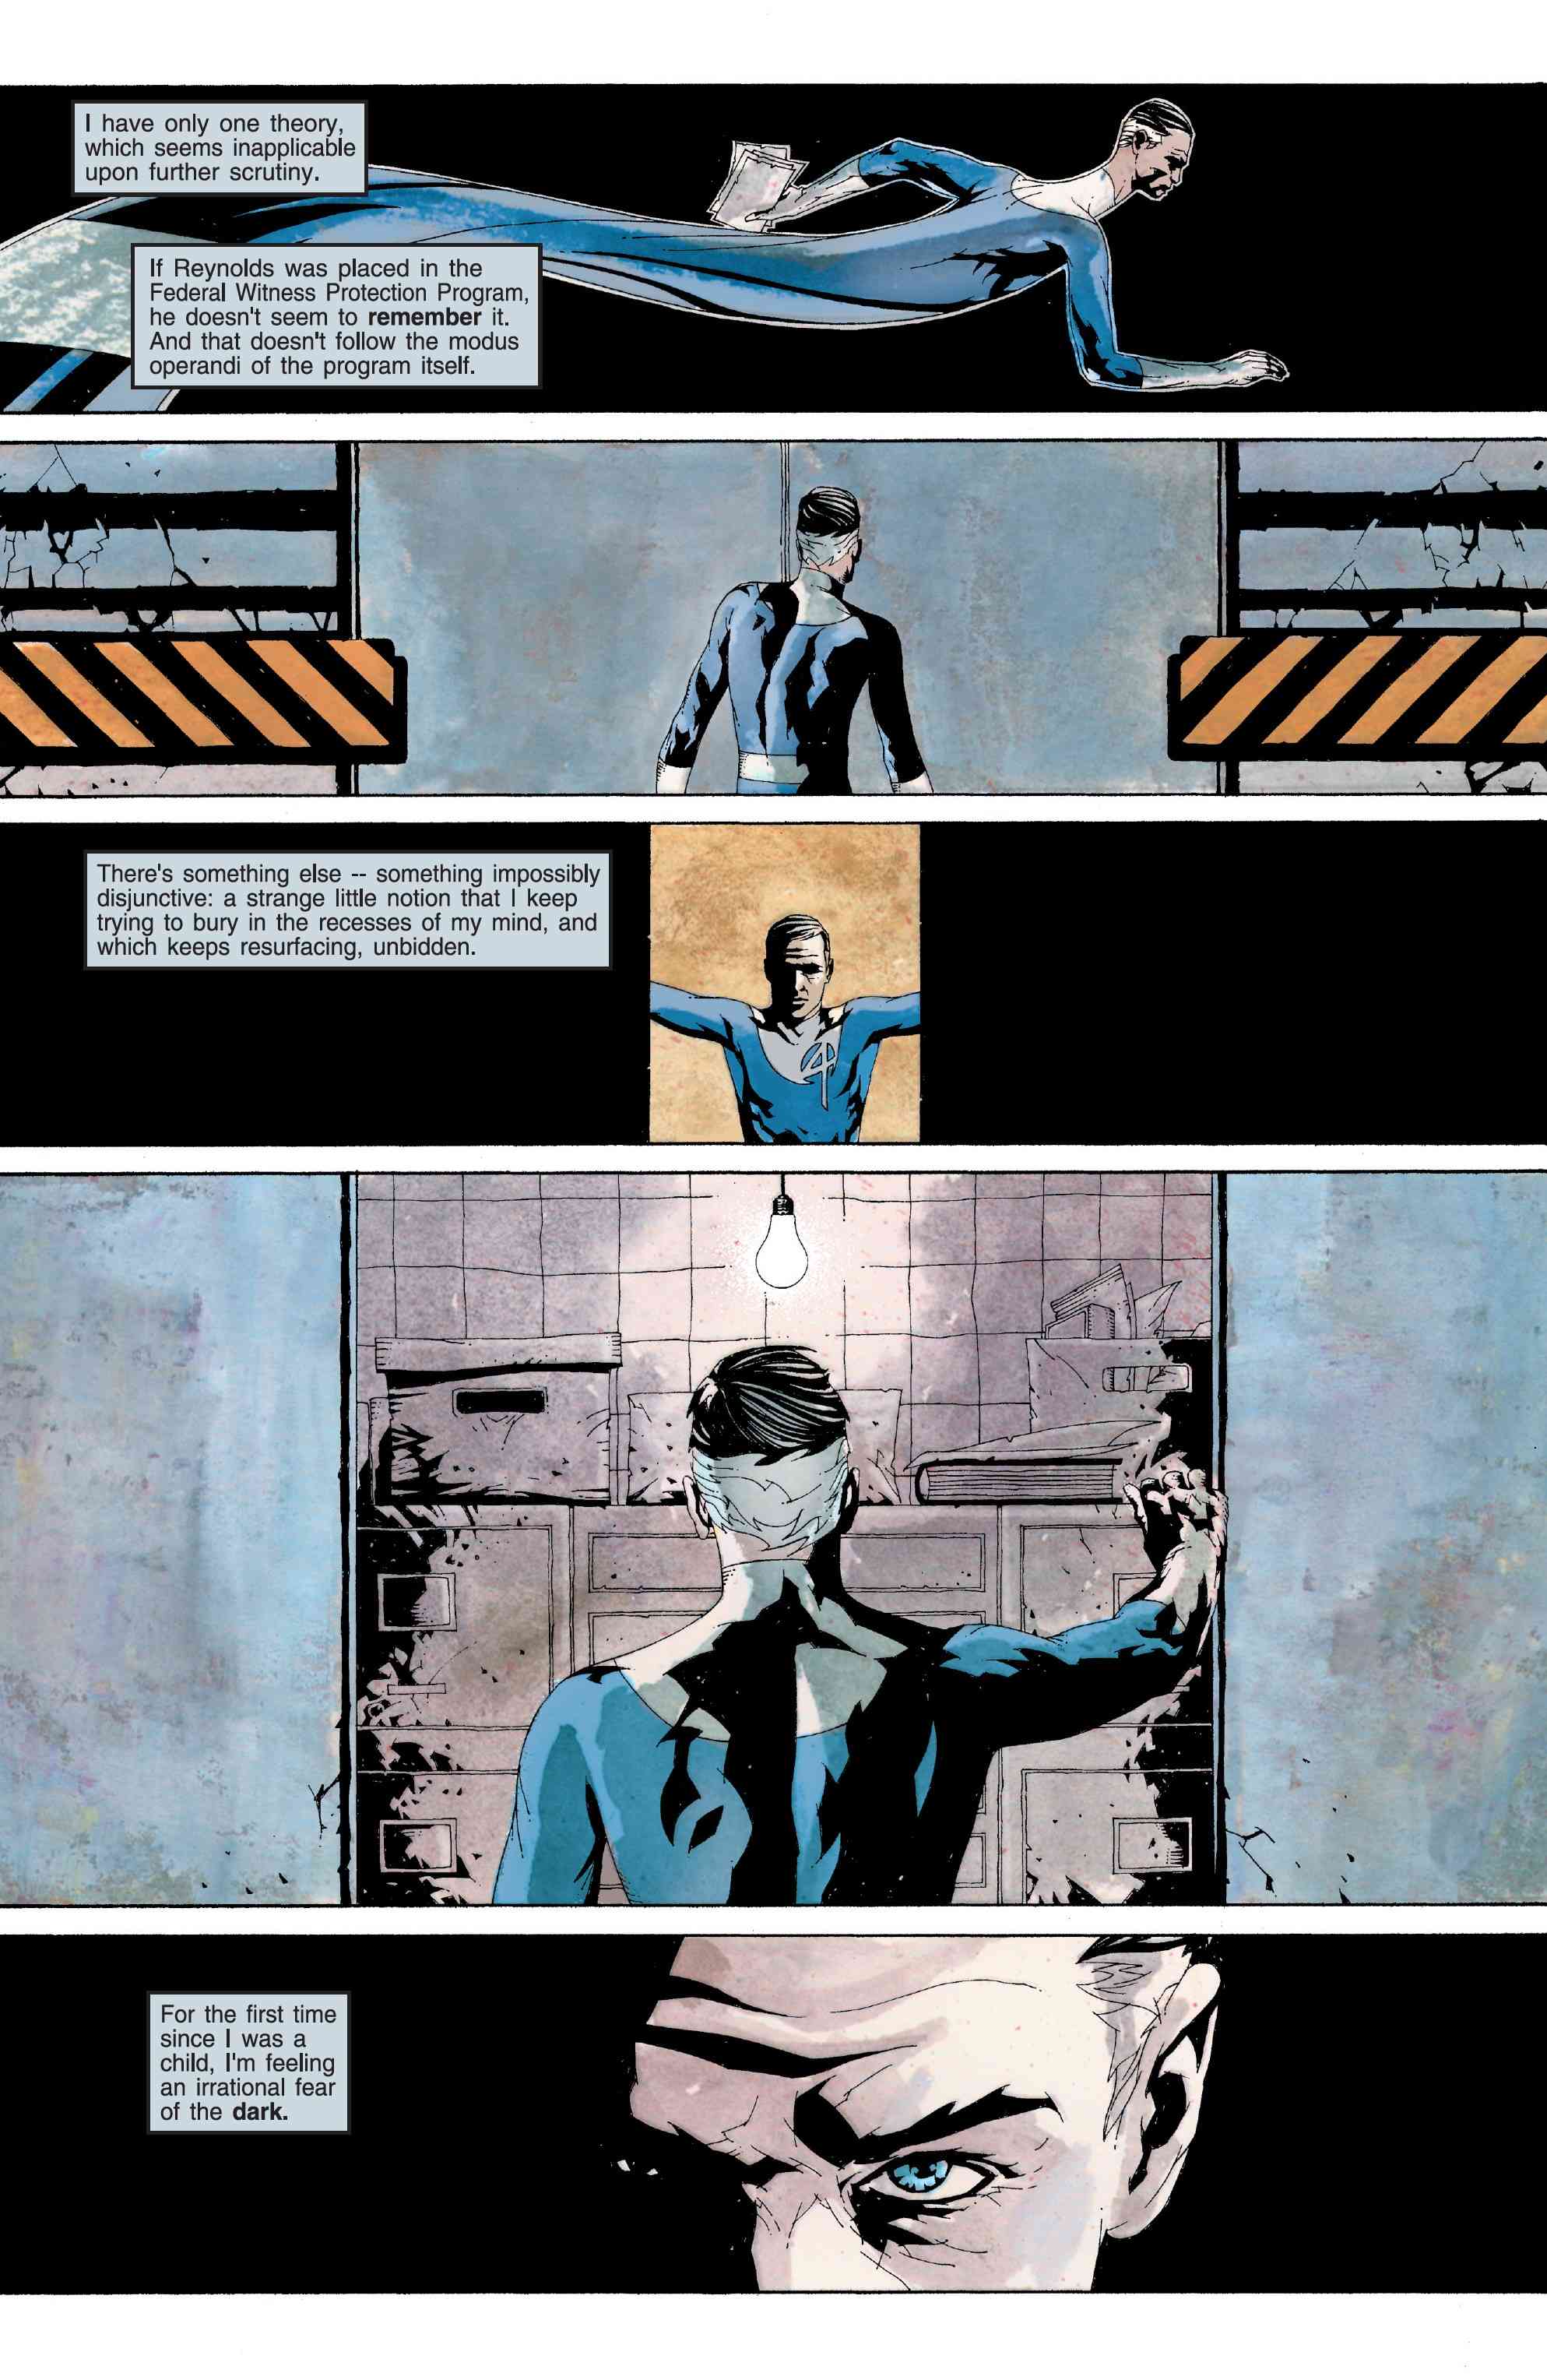 I have only one theory,
which seems inapplicable
upon further scrutiny.
If Reynolds was placed in the
Federal Witness Protection Program,
he doesn't seem to remember it.
And that doesn't follow the modus
operandi of the program itself.
There's something else -- something impossibly
disjunctive: a strange little notion that I keep
trying to bury in the recesses of my mind, and
which keeps resurfacing, unbidden.
4
For the first time
since I was a
child, I'm feeling
an irrational fear
of the dark.